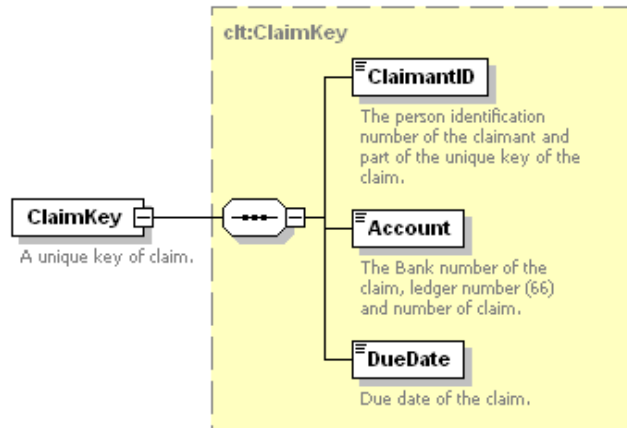 clt:ClaimKey
ClaimantID
The person identification
number of the claimant and
part of the unique key of the
claim.
ClaimKey
A unique key of claim.
Account
The Bank number of the
claim, ledger number (66)
and number of claim.
DueDate
Due date of the claim.